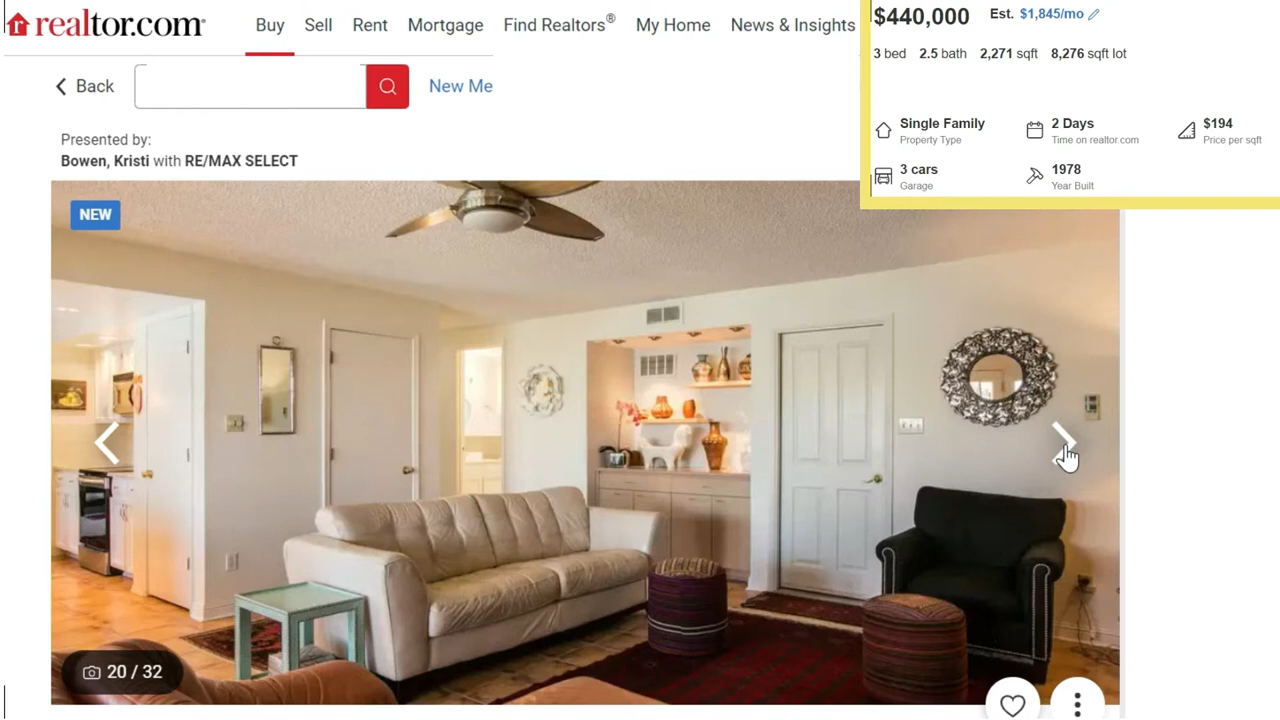 realtor.com®
Buy Sell Rent Mortgage Find Realtors® My Home News & Insights
$440,000 Est. $1,845/mo
3 bed 2.5 bath 2,271 sqft 8,276 sqft lot
Back
New Me
Single Family 2 Days $194
Property Type Time on realtor.com Price per sqft
3 cars 1978
Garage Year Built
Presented by:
Bowen, Kristi with RE/MAX SELECT
NEW
20 / 32